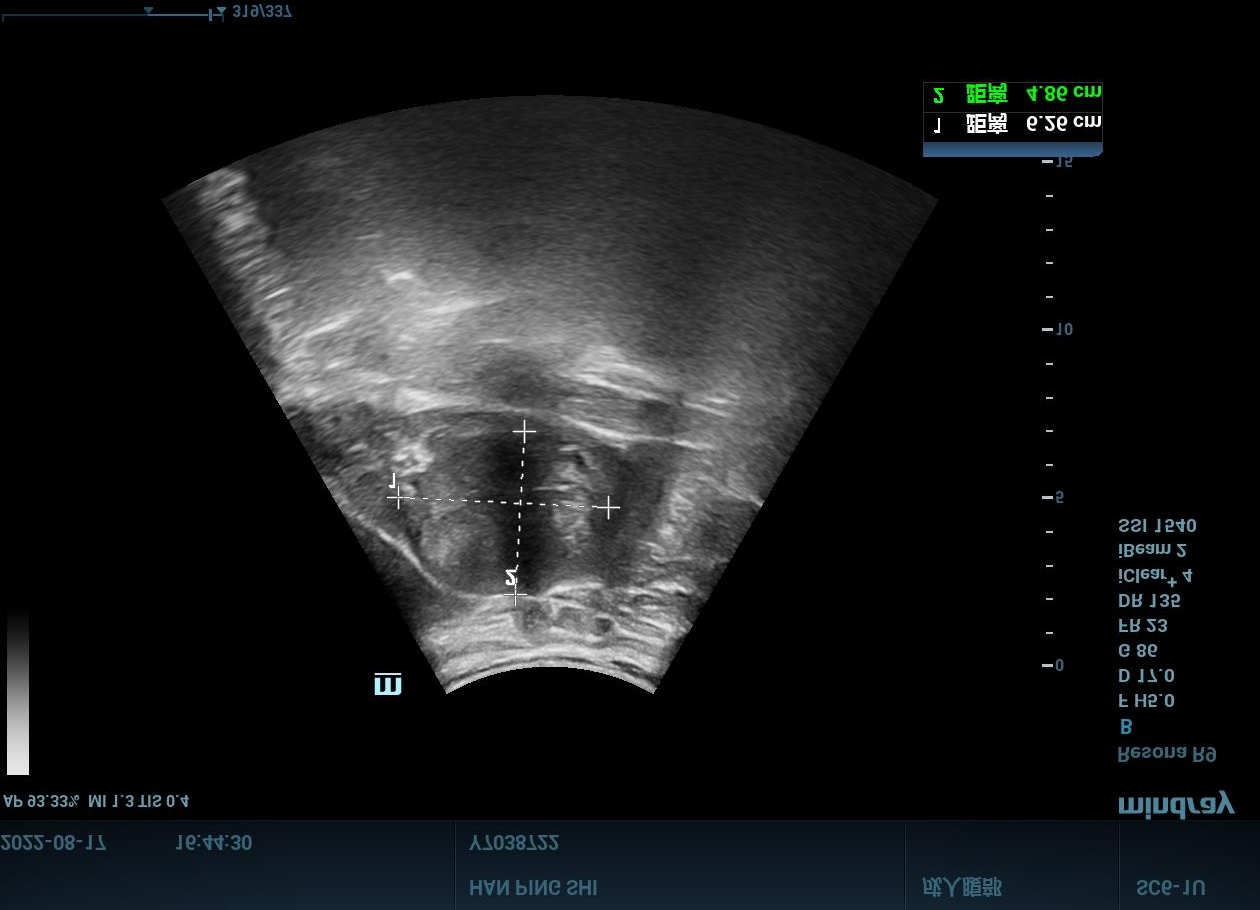 HAN PING SHI
成人腹部
SC6-1U
2022-08-17
16:44:30
Y7038722
AP 93.33% MI 1.3 TIS 0.4
mindray
Resona R9
B
F H5.0
D 17.0
G 86
FR 23
DR 135
iClear+ 4
iBeam 2
SSI 1540
m
0
5
10
15
1
2
1 距离 6.26 cm
2 距离 4.86 cm
319/337